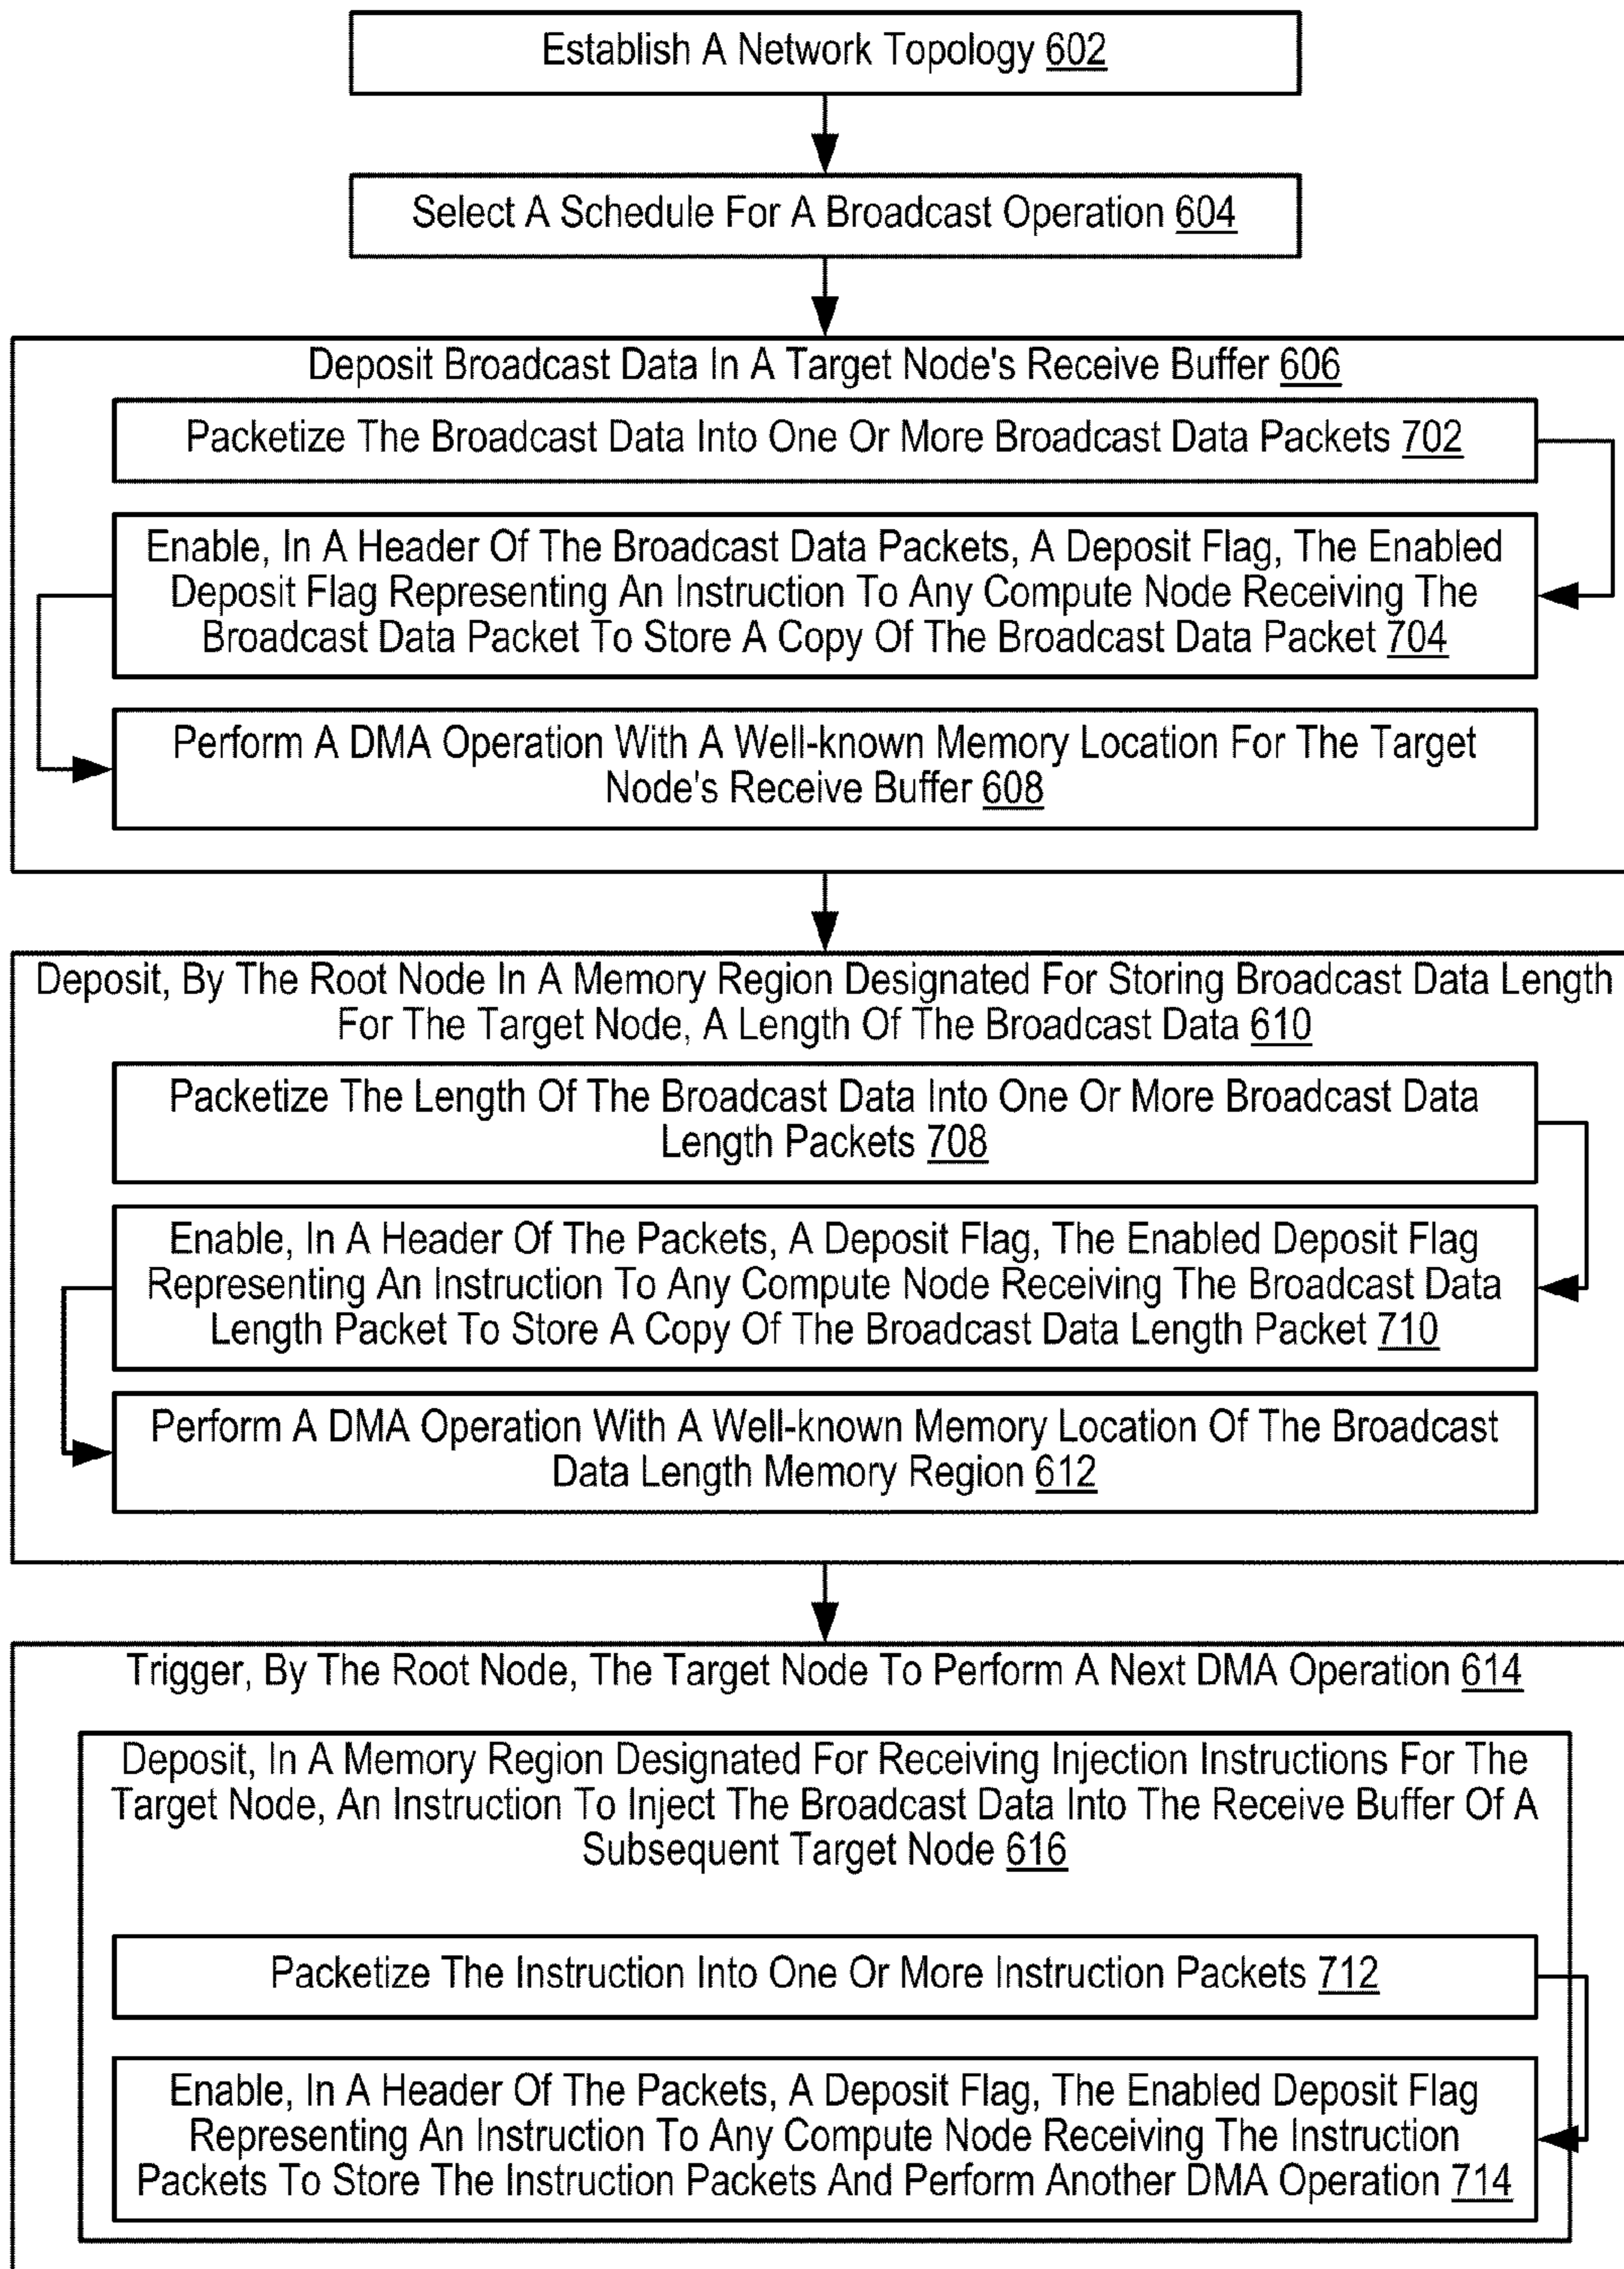 Establish A Network Topology 602
Select A Schedule For A Broadcast Operation 604
Deposit Broadcast Data In A Target Node's Receive Buffer 606
Packetize The Broadcast Data Into One Or More Broadcast Data Packets 702
Enable, In A Header Of The Broadcast Data Packets, A Deposit Flag, The Enabled
Deposit Flag Representing An Instruction To Any Compute Node Receiving The
Broadcast Data Packet To Store A Copy Of The Broadcast Data Packet 704
Perform A DMA Operation With A Well-known Memory Location For The Target
Node's Receive Buffer 608
Deposit, By The Root Node In A Memory Region Designated For Storing Broadcast Data Length
For The Target Node, A Length Of The Broadcast Data 610
Packetize The Length Of The Broadcast Data Into One Or More Broadcast Data
Length Packets 708
Enable, In A Header Of The Packets, A Deposit Flag, The Enabled Deposit Flag
Representing An Instruction To Any Compute Node Receiving The Broadcast Data
Length Packet To Store A Copy Of The Broadcast Data Length Packet 710
Perform A DMA Operation With A Well-known Memory Location Of The Broadcast
Data Length Memory Region 612
Trigger, By The Root Node, The Target Node To Perform A Next DMA Operation 614
Deposit, In A Memory Region Designated For Receiving Injection Instructions For The
Target Node, An Instruction To Inject The Broadcast Data Into The Receive Buffer Of A
Subsequent Target Node 616
Packetize The Instruction Into One Or More Instruction Packets 712
Enable, In A Header Of The Packets, A Deposit Flag, The Enabled Deposit Flag
Representing An Instruction To Any Compute Node Receiving The Instruction
Packets To Store The Instruction Packets And Perform Another DMA Operation 714